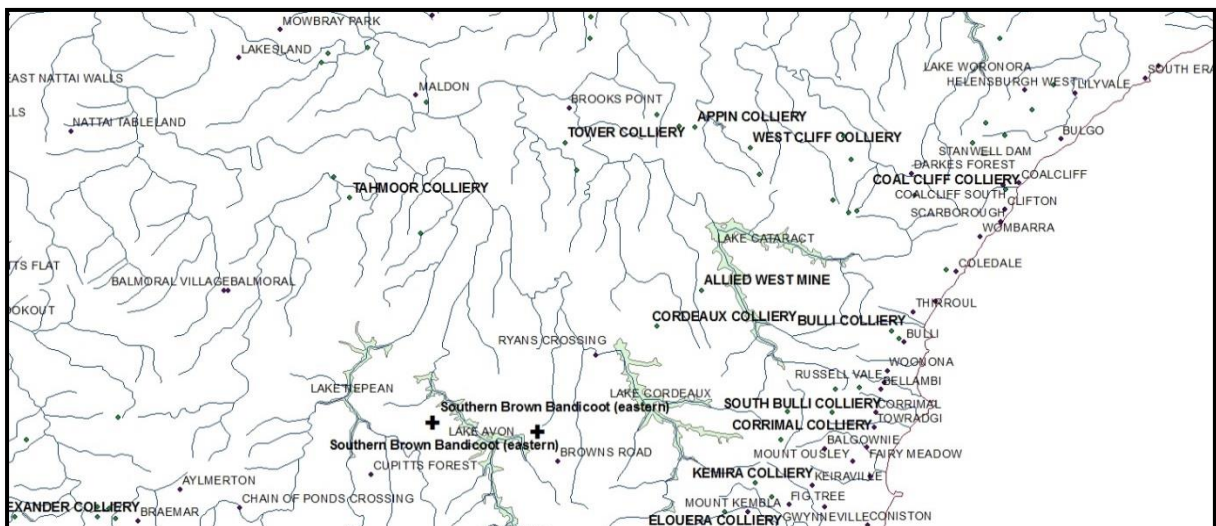 MOWBRAY PARK
LAKESLAND
LAKE WORONORA
SOUTH ERA
EAST NATTAI WALLS
HELENSBURGH WEST
LILYVALE
MALDON
BROOKS POINT
APPIN COLLIERY
LLS
NATTAI TABLELAND
TOWER COLLIERY
WEST CLIFF COLLIERY
BULGO
STANWELL DAM
DARKES FOREST
COAL CLIFF COLLIERY
COALCLIFF
TAHMOOR COLLIERY
COALCLIFF SOUTH
CLIFTON
SCARBOROUGH
WOMBARRA
LAKE CATARACT
TTS FLAT
COLEDALE
BALMORAL VILLAGE
BALMORAL
ALLIED WEST MINE
OOKOUT
THIRROUL
CORDEAUX COLLIERY
BULLI COLLIERY
BULLI
RYANS CROSSING
WOONONA
RUSSELL VALE
BELLAMBI
LAKE NEPEAN
LAKE CORDEAUX
Southern Brown Bandicoot (eastern)
SOUTH BULLI COLLIERY
CORRIMAL
TOWRADGI
CORRIMAL COLLIERY
LAKE AVON
Southern Brown Bandicoot (eastern)
BALGOWNIE
BROWNS ROAD
MOUNT OUSLEY
FAIRY MEADOW
CUPITTS FOREST
KEMIRA COLLIERY
KEIRAVILLE
AYLMERTON
CHAIN OF PONDS CROSSING
MOUNT KEMBLA
FIG TREE
EXANDER COLLIERY
BRAEMAR
ELOUERA COLLIERY
GWYNNEVILLE
CONISTON